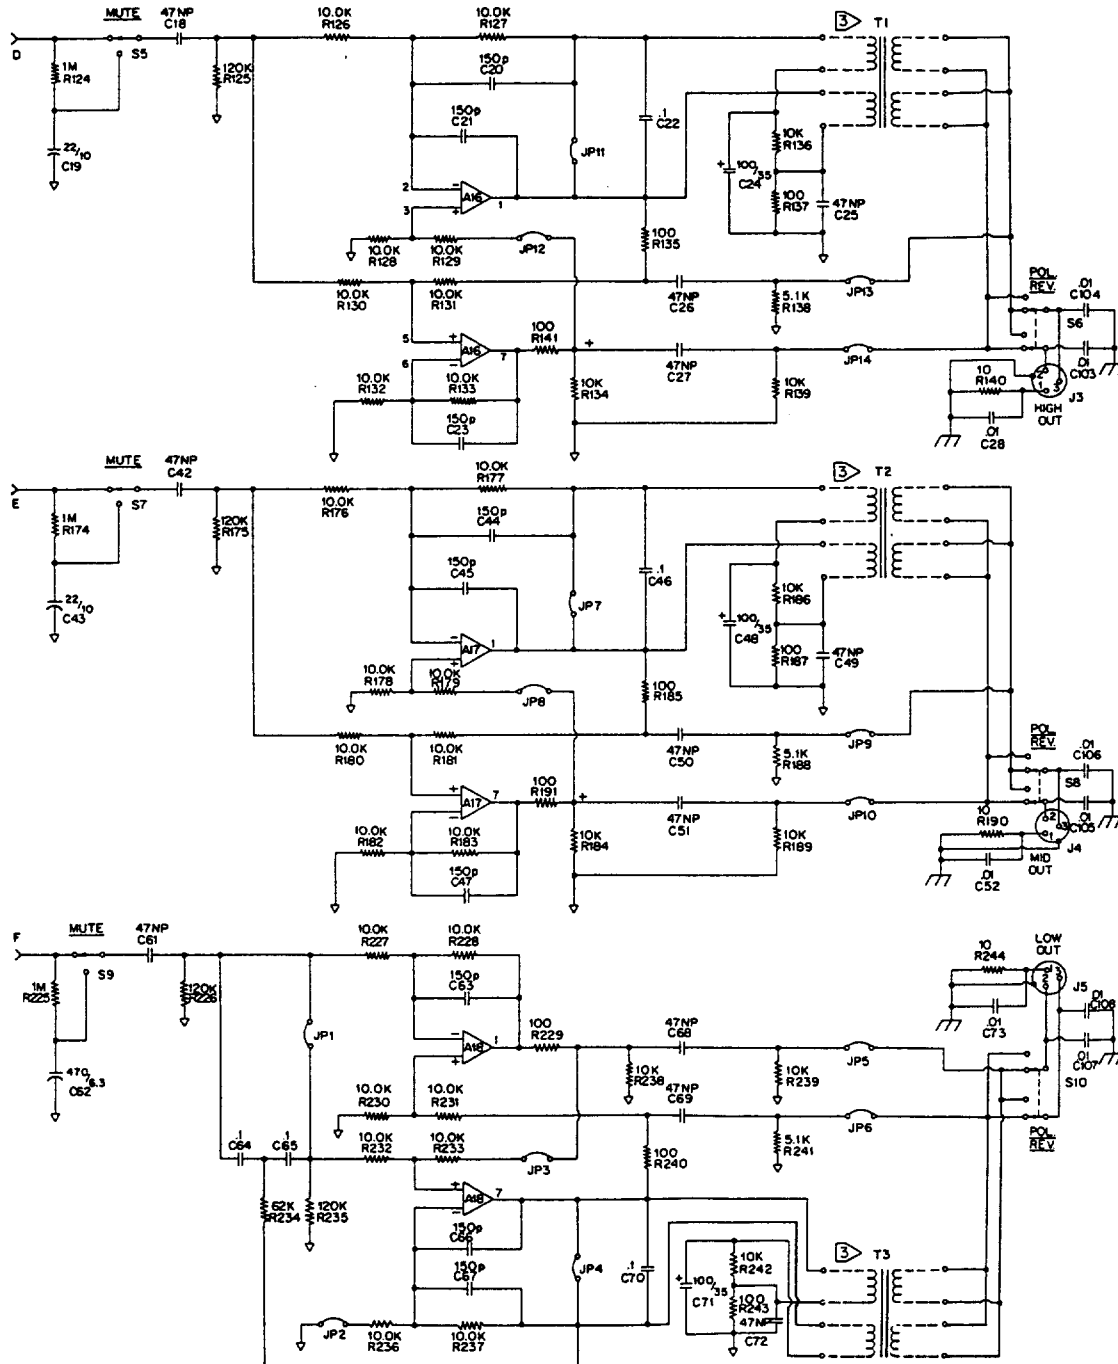 MUTE
47NP
C18
D
S5
1M
R124
22/10
C19
120K
R125
10.0K
R126
10.0K
R127
150p
C20
150p
C21
JP11
.1
C22
2
3
A16
1
10.0K
R128
10.0K
R129
JP12
100
R135
3
T1
10K
R136
100/35
C24
100
R137
47NP
C25
10.0K
R130
10.0K
R131
47NP
C26
5.1K
R138
JP13
5
6
A16
7
100
R141
+
47NP
C27
JP14
10.0K
R132
10.0K
R133
150p
C23
10K
R134
10K
R139
POL.
REV.
S6
.01
C104
.01
C103
10
R140
.01
C28
2
1
3
J3
HIGH
OUT
MUTE
47NP
C42
E
S7
1M
R174
22/10
C43
120K
R175
10.0K
R176
10.0K
R177
150p
C44
150p
C45
JP7
.1
C46
A17
1
10.0K
R178
10.0K
R179
JP8
100
R185
3
T2
10K
R186
100/35
C48
100
R187
47NP
C49
10.0K
R180
10.0K
R181
47NP
C50
5.1K
R188
JP9
A17
7
100
R191
+
47NP
C51
JP10
10.0K
R182
10.0K
R183
150p
C47
10K
R184
10K
R189
POL.
REV.
S8
.01
C106
.01
C105
10
R190
.01
C52
2
1
3
J4
MID
OUT
F
MUTE
47NP
C61
S9
1M
R225
470/6.3
C62
120K
R226
JP1
10.0K
R227
10.0K
R228
150p
C63
A18
1
100
R229
10.0K
R230
10.0K
R231
10K
R238
47NP
C68
10K
R239
JP5
47NP
C69
JP6
5.1K
R241
.1
C64
.1
C65
10.0K
R232
10.0K
R233
JP3
100
R240
62K
R234
120K
R235
A18
7
150p
C66
150p
C67
JP4
.1
C70
JP2
10.0K
R236
10.0K
R237
100/35
C71
10K
R242
100
R243
47NP
C72
3
T3
LOW
OUT
10
R244
.01
C73
J5
.01
C108
.01
C107
S10
POL.
REV.